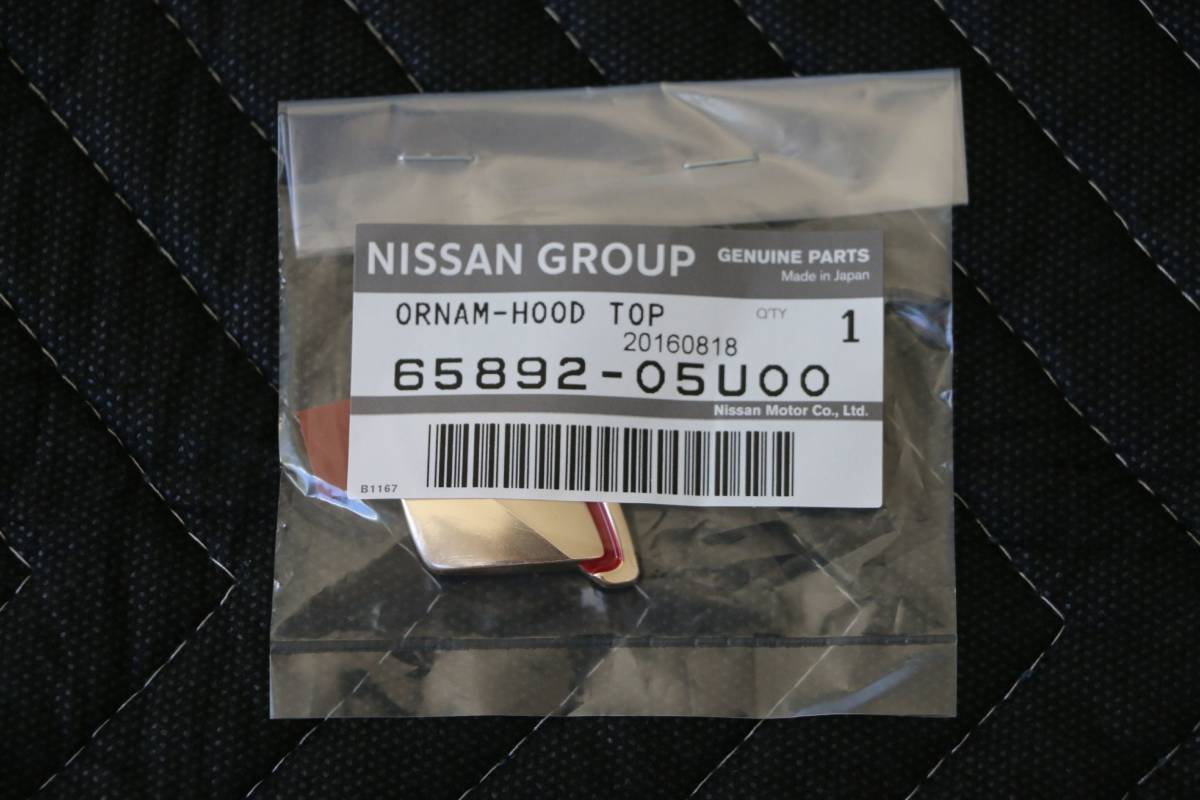 NISSAN GROUP GENUINE PARTS
Made in Japan
ORNAM-HOOD TOP Q'TY 1
20160818
65892-05U00
Nissan Motor Co., Ltd.
B1167